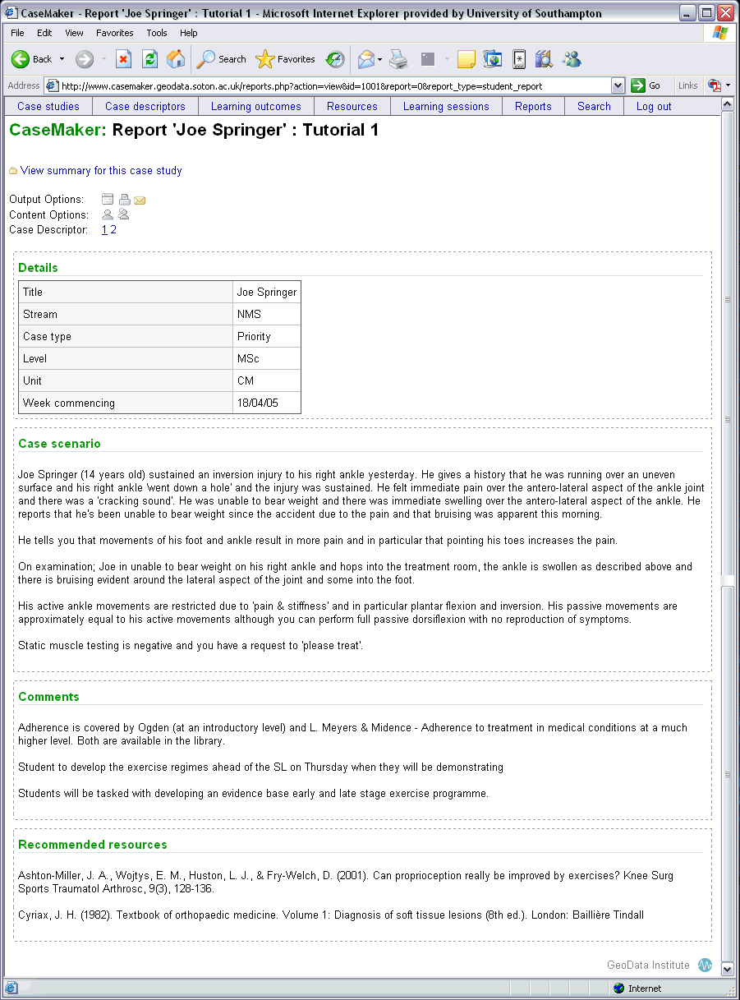 CaseMaker - Report 'Joe Springer' : Tutorial 1 - Microsoft Internet Explorer provided by University of Southampton
File Edit View Favorites Tools Help
Back Search Favorites
Address http://www.casemaker.geodata.soton.ac.uk/reports.php?action=view&id=1001&report=0&report_type=student_report Go Links
Case studies Case descriptors Learning outcomes Resources Learning sessions Reports Search Log out
CaseMaker: Report 'Joe Springer' : Tutorial 1
View summary for this case study
Output Options:
Content Options:
Case Descriptor: 1 2
Details
Title Joe Springer
Stream NMS
Case type Priority
Level MSc
Unit CM
Week commencing 18/04/05
Case scenario
Joe Springer (14 years old) sustained an inversion injury to his right ankle yesterday. He gives a history that he was running over an uneven
surface and his right ankle 'went down a hole' and the injury was sustained. He felt immediate pain over the antero-lateral aspect of the ankle joint
and there was a 'cracking sound'. He was unable to bear weight and there was immediate swelling over the antero-lateral aspect of the ankle. He
reports that he's been unable to bear weight since the accident due to the pain and that bruising was apparent this morning.
He tells you that movements of his foot and ankle result in more pain and in particular that pointing his toes increases the pain.
On examination; Joe in unable to bear weight on his right ankle and hops into the treatment room, the ankle is swollen as described above and
there is bruising evident around the lateral aspect of the joint and some into the foot.
His active ankle movements are restricted due to 'pain & stiffness' and in particular plantar flexion and inversion. His passive movements are
approximately equal to his active movements although you can perform full passive dorsiflexion with no reproduction of symptoms.
Static muscle testing is negative and you have a request to 'please treat'.
Comments
Adherence is covered by Ogden (at an introductory level) and L. Meyers & Midence - Adherence to treatment in medical conditions at a much
higher level. Both are available in the library.
Student to develop the exercise regimes ahead of the SL on Thursday when they will be demonstrating
Students will be tasked with developing an evidence base early and late stage exercise programme.
Recommended resources
Ashton-Miller, J. A., Wojtys, E. M., Huston, L. J., & Fry-Welch, D. (2001). Can proprioception really be improved by exercises? Knee Surg
Sports Traumatol Arthrosc, 9(3), 128-136.
Cyriax, J. H. (1982). Textbook of orthopaedic medicine. Volume 1: Diagnosis of soft tissue lesions (8th ed.). London: Baillière Tindall
GeoData Institute
Internet